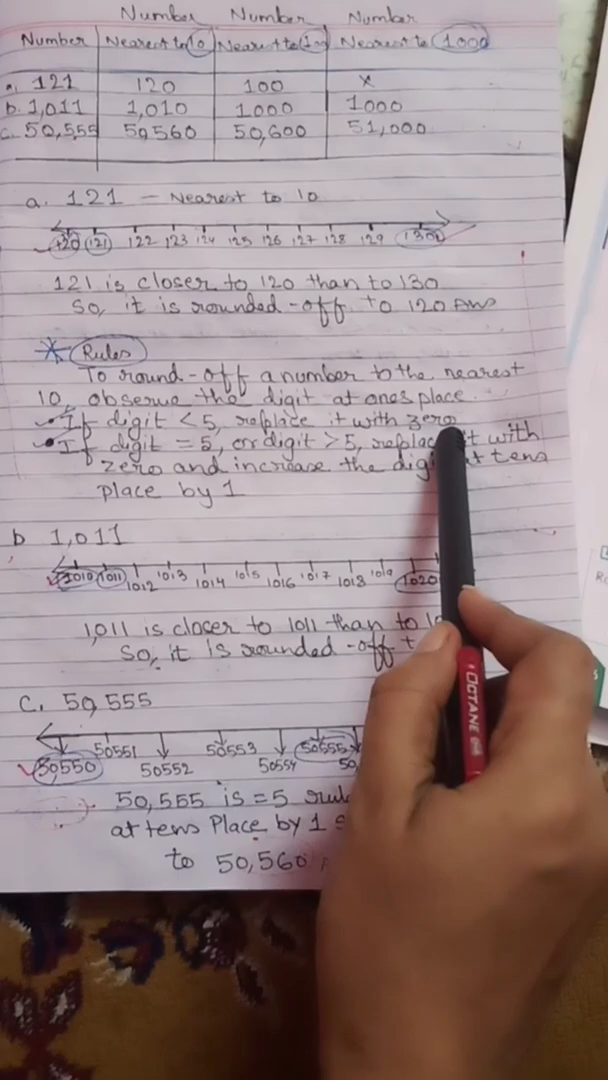 Number Number Number
Number Nearest to 10 Nearest to Nearest to 1000
a. 121 120 100 x
b. 1,011 1,010 1000 1000
c. 50,555 50,560 50,600 51,000
a. 121 - Nearest to 10
120 121 122 123 124 125 126 127 128 129 130
121 is closer to 120 than to 130
So, it is rounded-off to 120 Ans
Rules
To round-off a number to the nearest
10, observe the digit at ones place.
• If digit < 5, replace it with zero
• If digit = 5, or digit > 5, replace it with
zero and increase the digit at tens
place by 1
b 1,011
1010 1011 1012 1013 1014 1015 1016 1017 1018 1019 1020
1,011 is closer to 1011 than to
So, it is rounded-off
C. 50,555
50550 50551 50552 50553 50554 50555
50,555 is = 5
at tens Place by 1
to 50,560
OCTANE